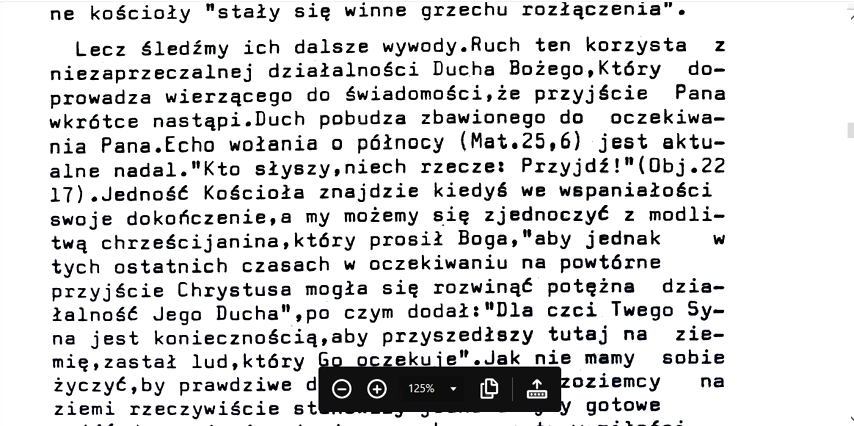 ne kościoły "stały się winne grzechu rozłączenia".
Lecz śledźmy ich dalsze wywody.Ruch ten korzysta z
niezaprzeczalnej działalności Ducha Bożego,Który do-
prowadza wierzącego do świadomości,że przyjście Pana
wkrótce nastąpi.Duch pobudza zbawionego do oczekiwa-
nia Pana.Echo wołania o północy (Mat.25,6) jest aktu-
alne nadal."Kto słyszy,niech rzecze: Przyjdź!"(Obj.22
17).Jedność Kościoła znajdzie kiedyś we wspaniałości
swoje dokończenie,a my możemy się zjednoczyć z modli-
twą chrześcijanina,który prosił Boga,"aby jednak w
tych ostatnich czasach w oczekiwaniu na powtórne
przyjście Chrystusa mogła się rozwinąć potężna dzia-
łalność Jego Ducha",po czym dodał:"Dla czci Twego Sy-
na jest koniecznością,aby przyszedłszy tutaj na zie-
mię,zastał lud,który Go oczekuje".Jak nie mamy sobie
życzyć,by prawdziwe zoziemcy na
ziemi rzeczywiście gotowe
125%